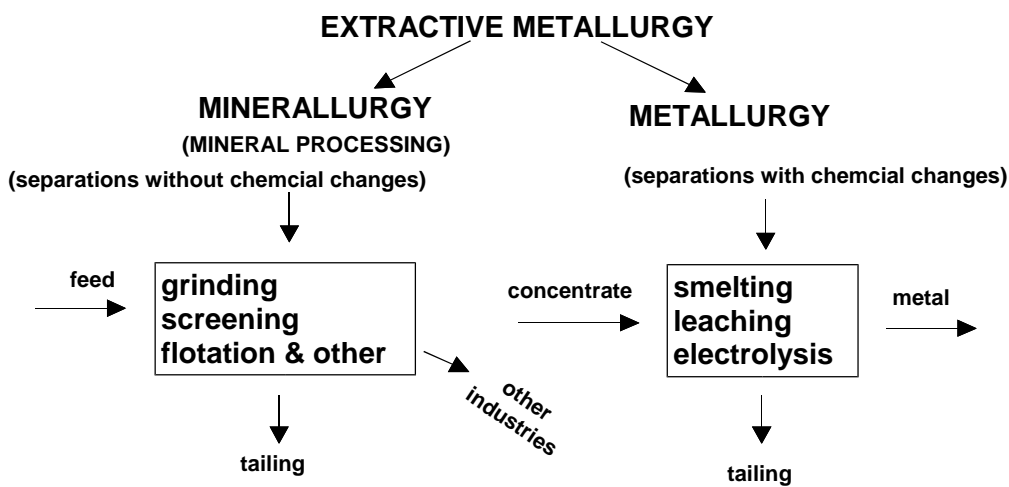 EXTRACTIVE METALLURGY
MINERALLURGY
(MINERAL PROCESSING)
(separations without chemcial changes)
METALLURGY
(separations with chemcial changes)
feed
grinding
screening
flotation & other
other
industries
tailing
concentrate
smelting
leaching
electrolysis
metal
tailing